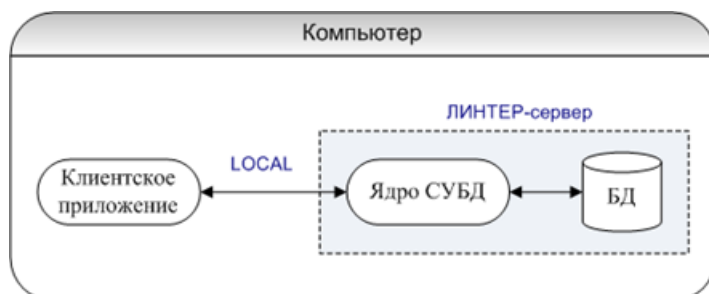 Компьютер
ЛИНТЕР-сервер
LOCAL
Клиентское
приложение
Ядро СУБД
БД